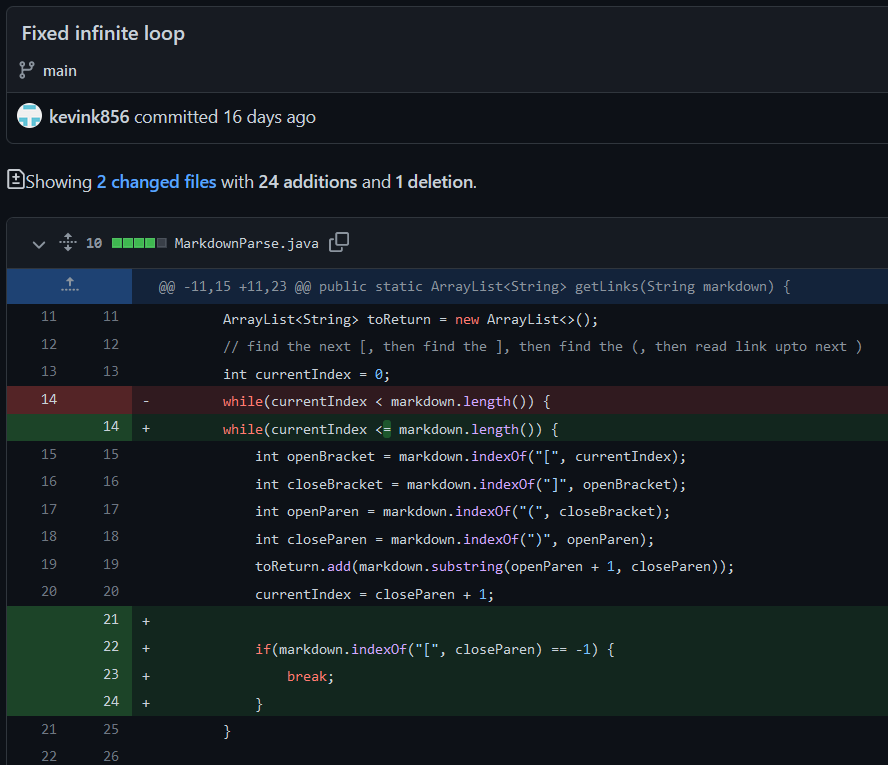 Fixed infinite loop
main
kevink856 committed 16 days ago
Showing 2 changed files with 24 additions and 1 deletion.
10 MarkdownParse.java
@@ -11,15 +11,23 @@ public static ArrayList<String> getLinks(String markdown) {
11 11 ArrayList<String> toReturn = new ArrayList<>();
12 12 // find the next [, then find the ], then find the (, then read link upto next )
13 13 int currentIndex = 0;
14 - while(currentIndex < markdown.length()) {
14 + while(currentIndex <= markdown.length()) {
15 15 int openBracket = markdown.indexOf("[", currentIndex);
16 16 int closeBracket = markdown.indexOf("]", openBracket);
17 17 int openParen = markdown.indexOf("(", closeBracket);
18 18 int closeParen = markdown.indexOf(")", openParen);
19 19 toReturn.add(markdown.substring(openParen + 1, closeParen));
20 20 currentIndex = closeParen + 1;
21 +
22 + if(markdown.indexOf("[", closeParen) == -1) {
23 + break;
24 + }
21 25 }
22 26